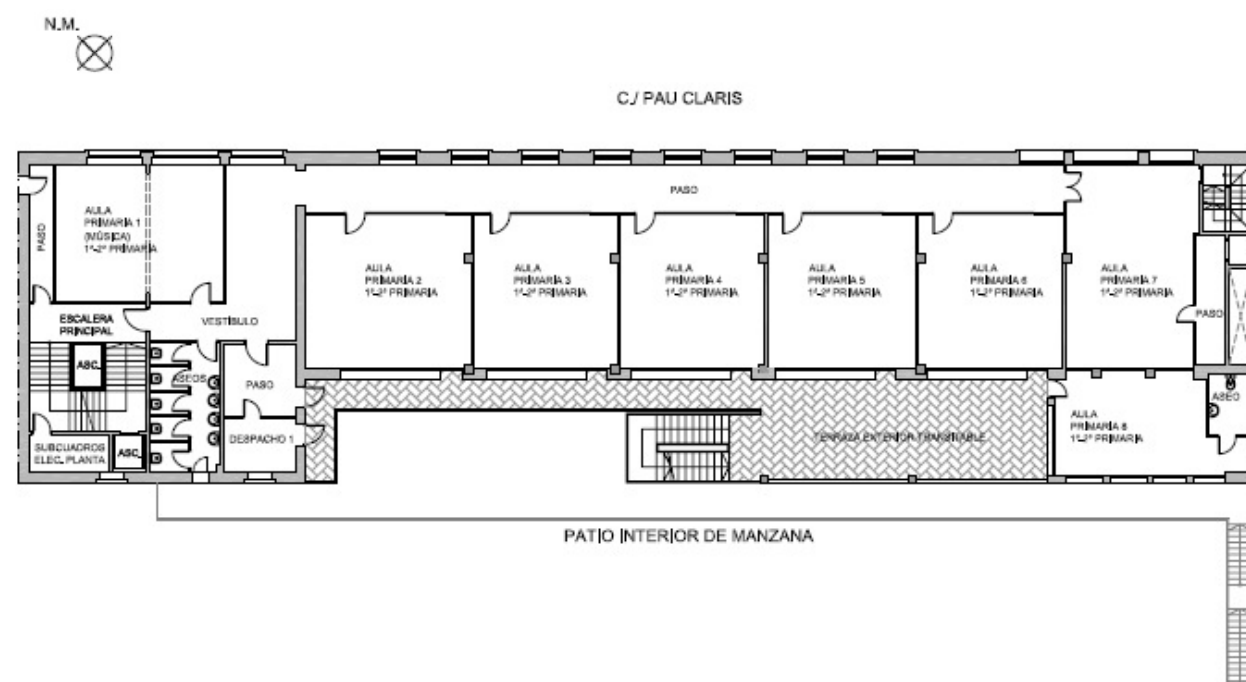 N.M.
C./ PAU CLARIS
PASO
AULA
PRIMARIA 1
(MÚSICA)
1º-2º PRIMARIA
PASO
AULA
PRIMARIA 2
1º-2º PRIMARIA
AULA
PRIMARIA 3
1º-2º PRIMARIA
AULA
PRIMARIA 4
1º-2º PRIMARIA
AULA
PRIMARIA 5
1º-2º PRIMARIA
AULA
PRIMARIA 6
1º-2º PRIMARIA
AULA
PRIMARIA 7
1º-2º PRIMARIA
PASO
ESCALERA
PRINCIPAL
VESTÍBULO
ASC.
ASEOS
PASO
DESPACHO 1
SUBCUADROS
ELEC. PLANTA
ASC.
TERRAZA EXTERIOR TRANSITABLE
AULA
PRIMARIA 8
1º-2º PRIMARIA
ASEO
PATIO INTERIOR DE MANZANA